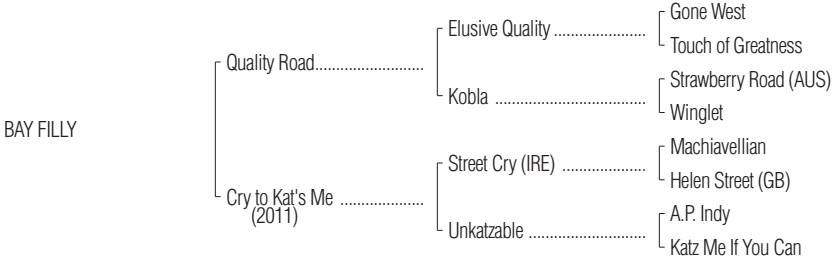 Gone West
Elusive Quality ......................
Touch of Greatness
Quality Road..........................
Strawberry Road (AUS)
Kobla ....................................
Winglet
BAY FILLY
Machiavellian
Street Cry (IRE) ....................
Helen Street (GB)
Cry to Kat's Me ....................
(2011)
A.P. Indy
Unkatzable ............................
Katz Me If You Can